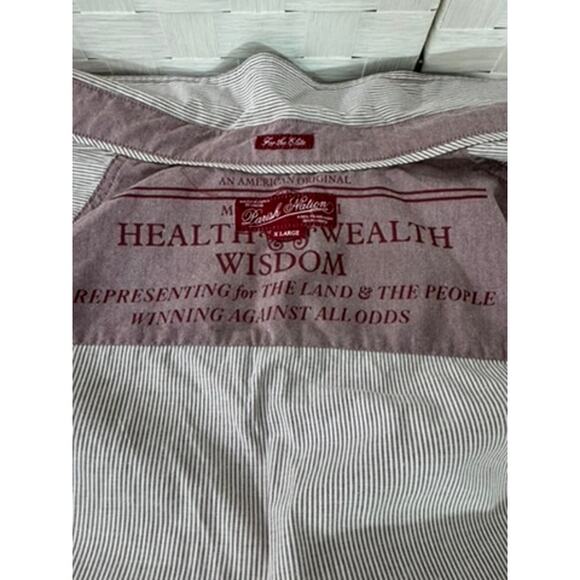 For the Elite
AN AMERICAN ORIGINAL
Parish Nation
X LARGE
HEALTH WEALTH
WISDOM
REPRESENTING for THE LAND & THE PEOPLE
WINNING AGAINST ALL ODDS